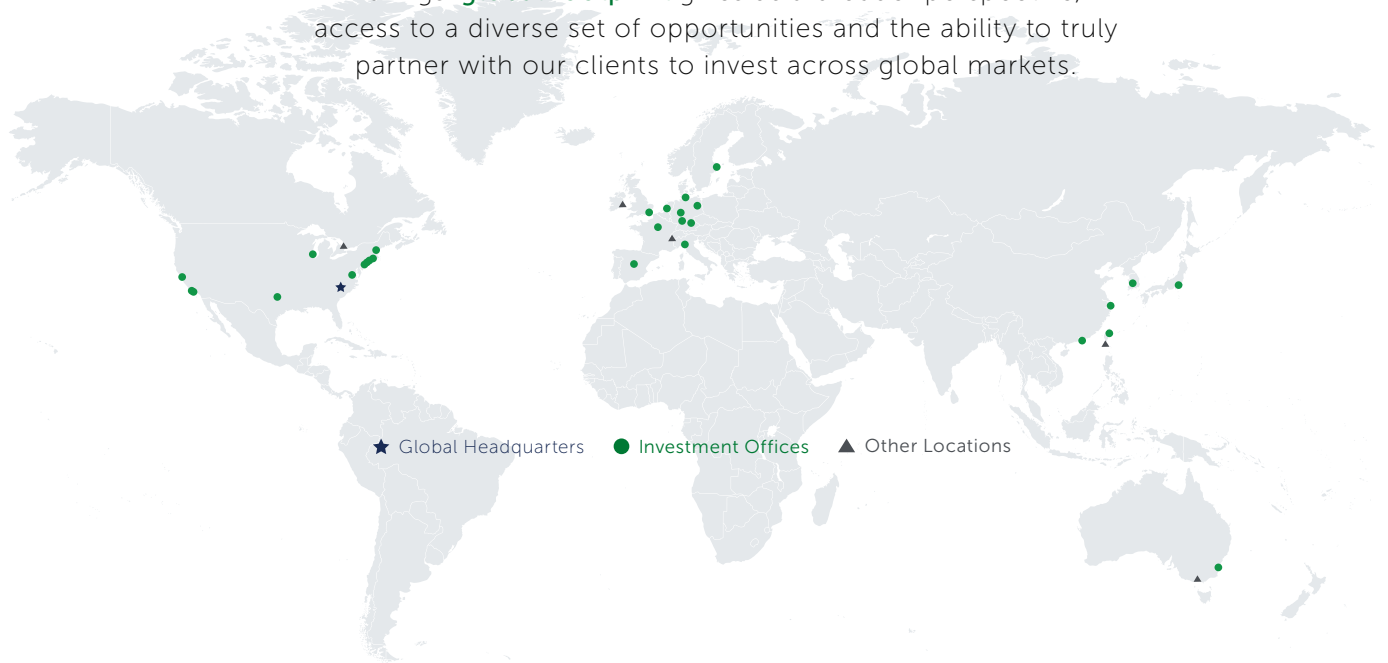 access to a diverse set of opportunities and the ability to truly
partner with our clients to invest across global markets.
Global Headquarters Investment Offices Other Locations